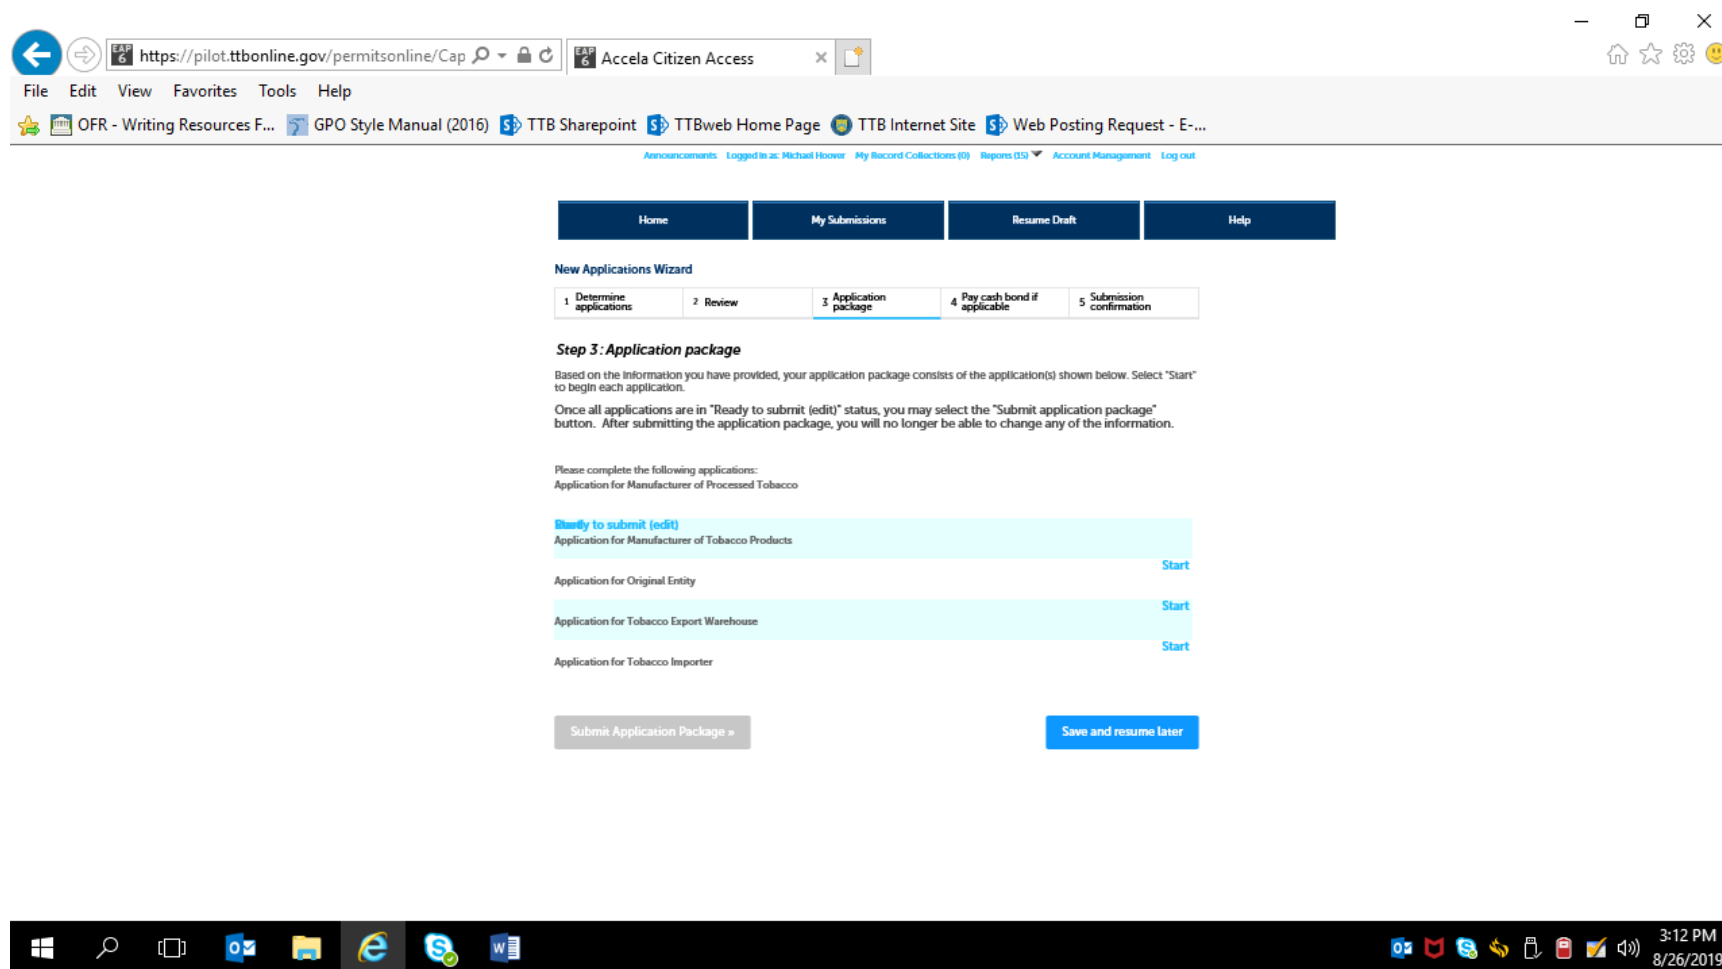 https://pilot.ttbonline.gov/permitsonline/Cap
Accela Citizen Access
File Edit View Favorites Tools Help
OFR - Writing Resources F... GPO Style Manual (2016) TTB Sharepoint TTBweb Home Page TTB Internet Site Web Posting Request - E-...
Announcements Logged in as: Michael Hoover My Record Collections (0) Reports (15) Account Management Log out
Home My Submissions Resume Draft Help
New Applications Wizard
1 Determine applications 2 Review 3 Application package 4 Pay cash bond if applicable 5 Submission confirmation
Step 3: Application package
Based on the information you have provided, your application package consists of the application(s) shown below. Select "Start"
to begin each application.
Once all applications are in "Ready to submit (edit)" status, you may select the "Submit application package"
button. After submitting the application package, you will no longer be able to change any of the information.
Please complete the following applications:
Application for Manufacturer of Processed Tobacco
to submit (edit)
Application for Manufacturer of Tobacco Products
Start
Application for Original Entity
Start
Application for Tobacco Export Warehouse
Start
Application for Tobacco Importer
Submit Application Package »
Save and resume later
3:12 PM
8/26/2019